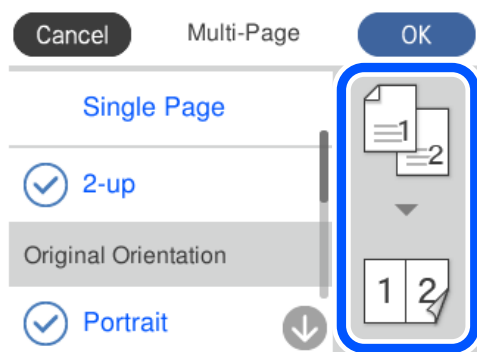 Cancel Multi-Page OK
Single Page
2-up
Original Orientation
Portrait
1
2
1 2